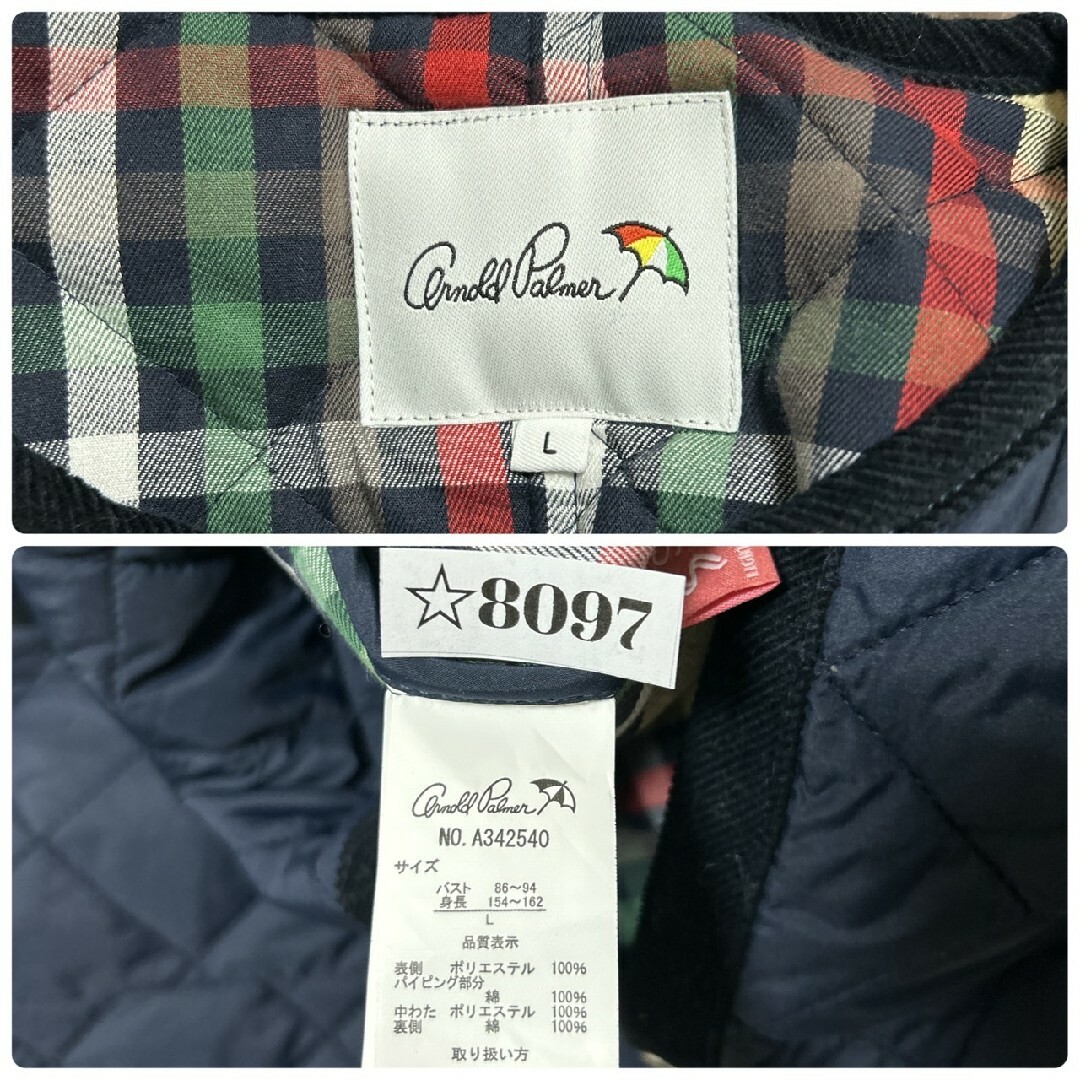 Arnold Palmer
L
☆8097
Arnold Palmer
NO. A342540
サイズ
バスト 86～94
身長 154～162
L
品質表示
表側 ポリエステル 100%
パイピング部分
綿 100%
中わた ポリエステル 100%
裏側 綿 100%
取り扱い方